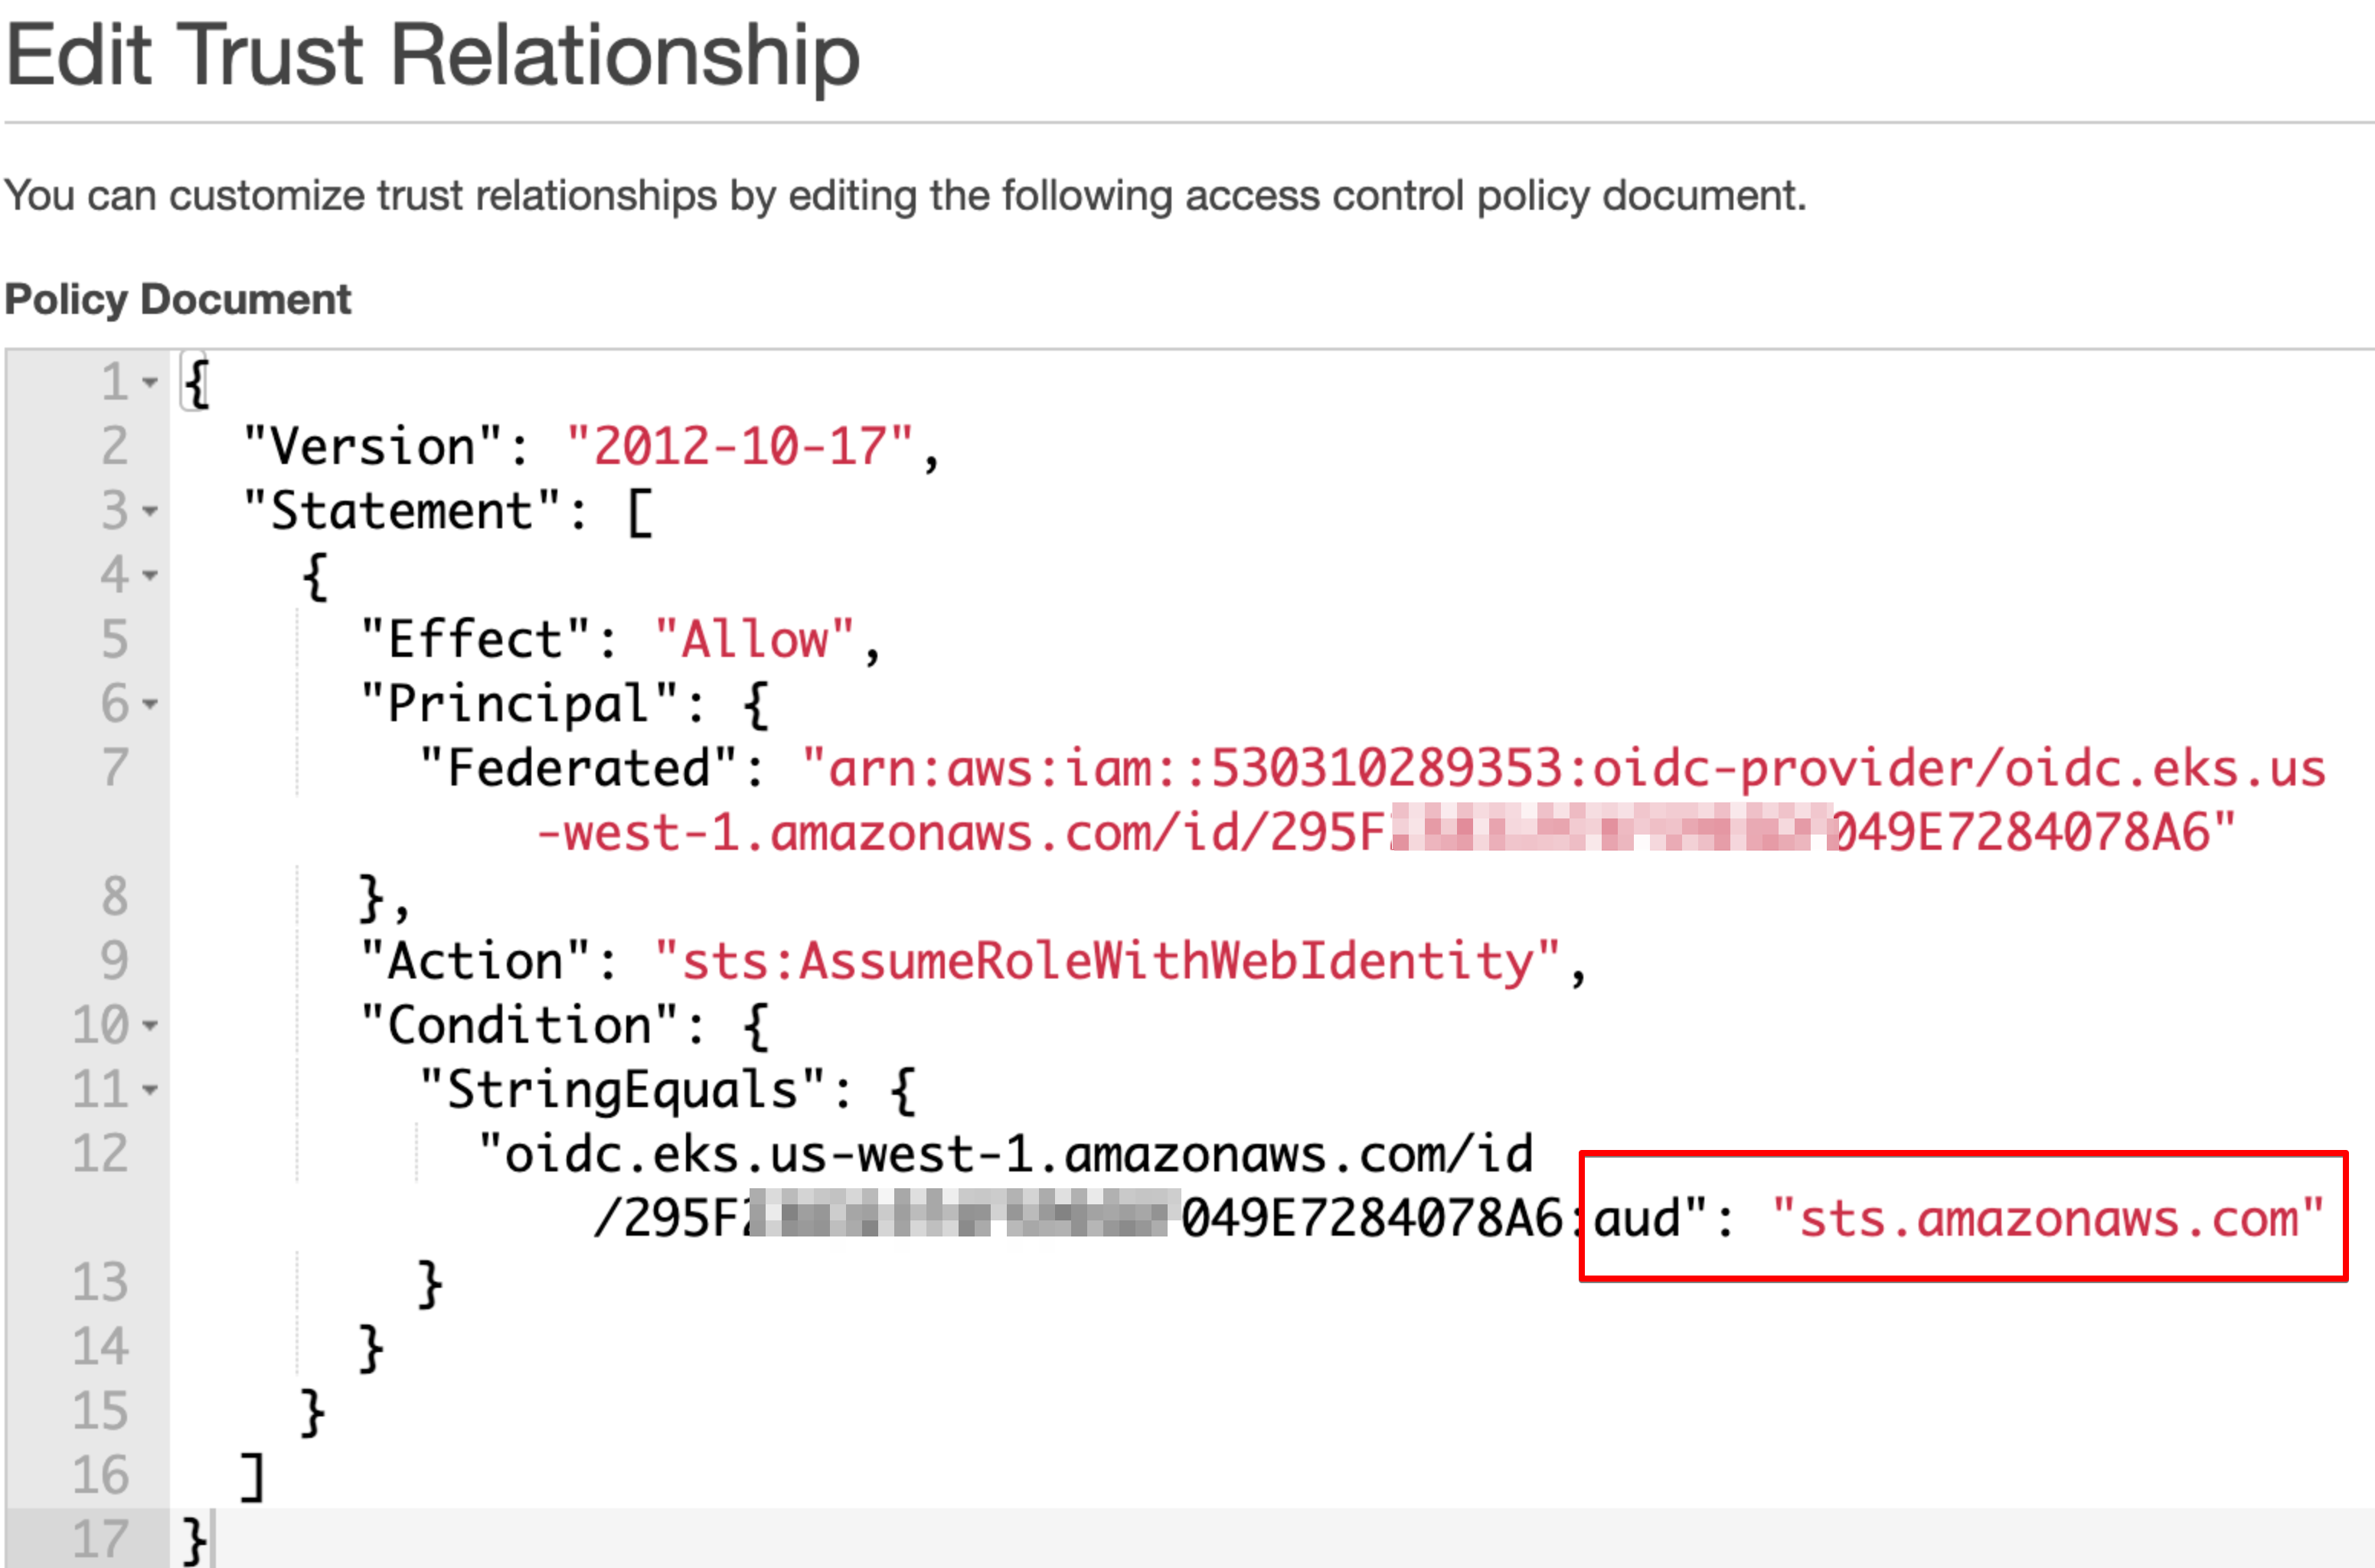 Edit Trust Relationship
You can customize trust relationships by editing the following access control policy document.
Policy Document
1 {
2 "Version": "2012-10-17",
3 "Statement": [
4 {
5 "Effect": "Allow",
6 "Principal": {
7 "Federated": "arn:aws:iam::530310289353:oidc-provider/oidc.eks.us
-west-1.amazonaws.com/id/295F 049E7284078A6"
8 },
9 "Action": "sts:AssumeRoleWithWebIdentity",
10 "Condition": {
11 "StringEquals": {
12 "oidc.eks.us-west-1.amazonaws.com/id
/295F 049E7284078A6:aud": "sts.amazonaws.com"
13 }
14 }
15 }
16 ]
17 }